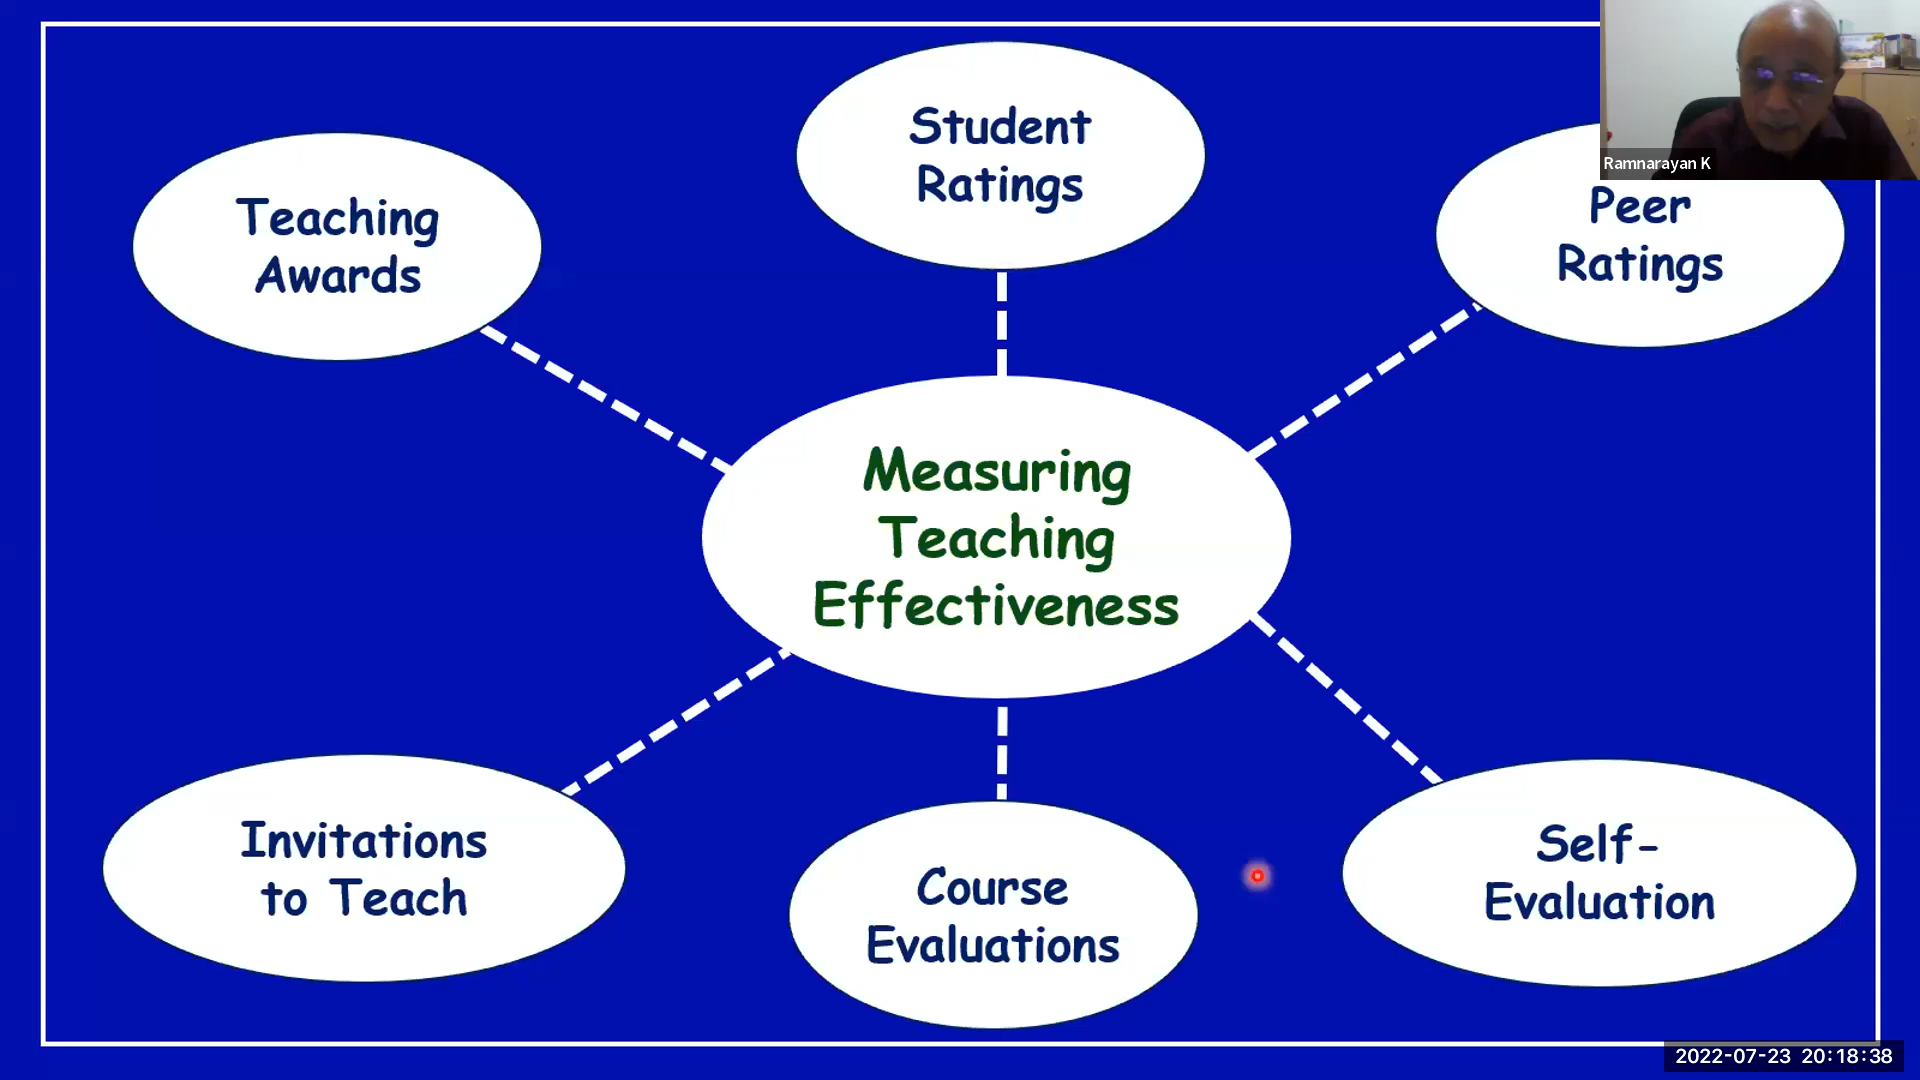 Student
Ratings
Teaching
Awards
Ramnarayan K
Peer
Ratings
Measuring
Teaching
Effectiveness
Invitations
to Teach
Course
Evaluations
Self-
Evaluation
2022-07-23 20:18:38